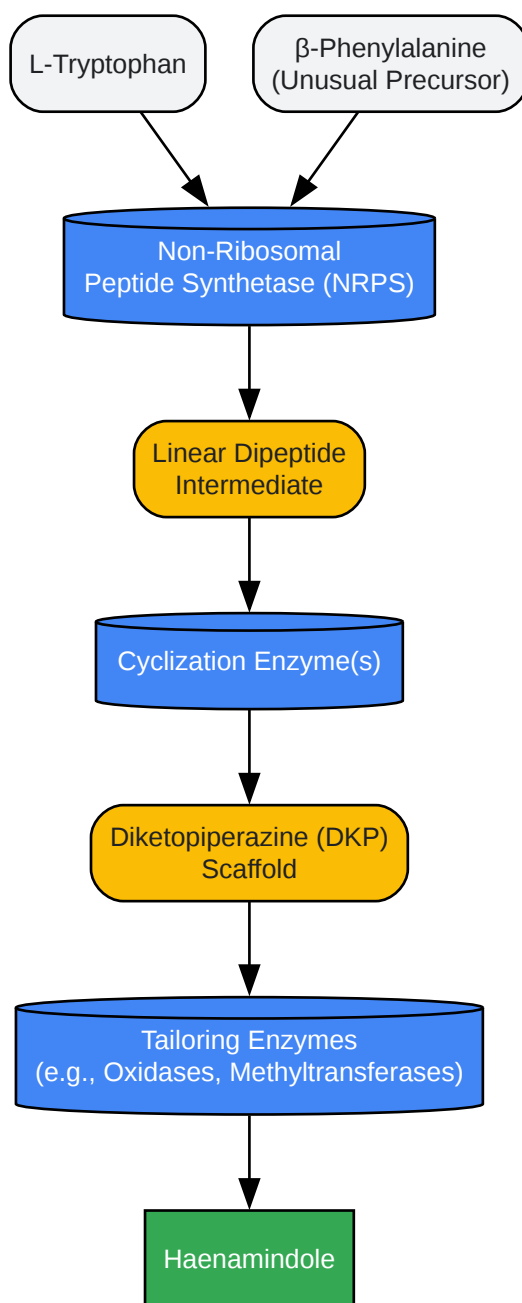 L-Tryptophan
β-Phenylalanine
(Unusual Precursor)
Non-Ribosomal
Peptide Synthetase (NRPS)
Linear Dipeptide
Intermediate
Cyclization Enzyme(s)
Diketopiperazine (DKP)
Scaffold
Tailoring Enzymes
(e.g., Oxidases, Methyltransferases)
Haenamindole